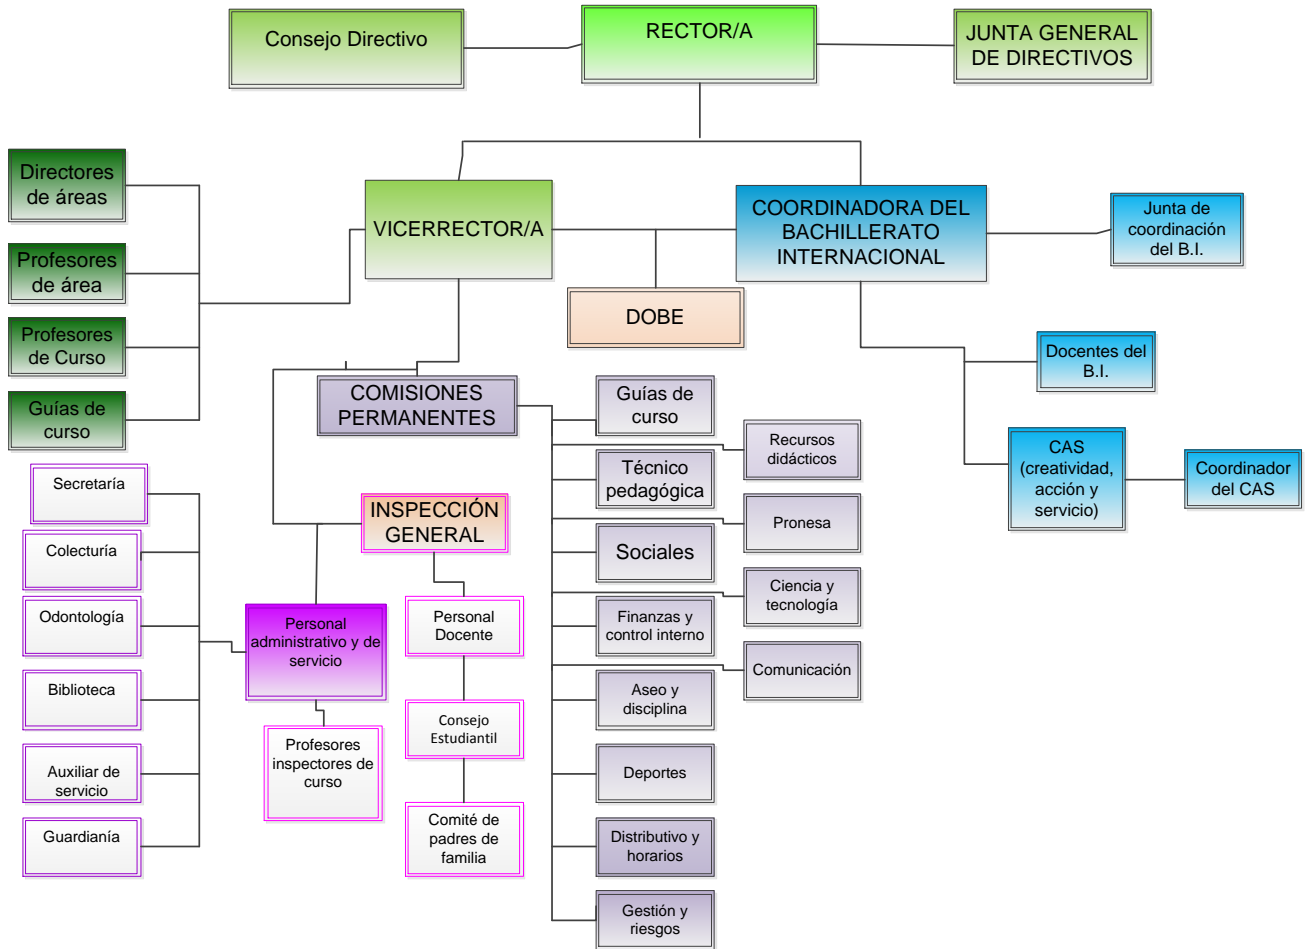 Consejo Directivo
RECTOR/A
JUNTA GENERAL
DE DIRECTIVOS
Directores
de áreas
VICERRECTOR/A
COORDINADORA DEL
BACHILLERATO
INTERNACIONAL
Junta de
coordinación
del B.I.
Profesores
de área
DOBE
Profesores
de Curso
Docentes del
B.I.
Guías de
curso
COMISIONES
PERMANENTES
Guías de
curso
Recursos
didácticos
CAS
(creatividad,
acción y
servicio)
Coordinador
del CAS
Secretaría
Técnico
pedagógica
INSPECCIÓN
GENERAL
Pronesa
Colecturía
Sociales
Ciencia y
tecnología
Odontología
Personal
administrativo y de
servicio
Personal
Docente
Finanzas y
control interno
Comunicación
Biblioteca
Aseo y
disciplina
Profesores
inspectores de
curso
Consejo
Estudiantil
Auxiliar de
servicio
Deportes
Guardianía
Comité de
padres de
familia
Distributivo y
horarios
Gestión y
riesgos